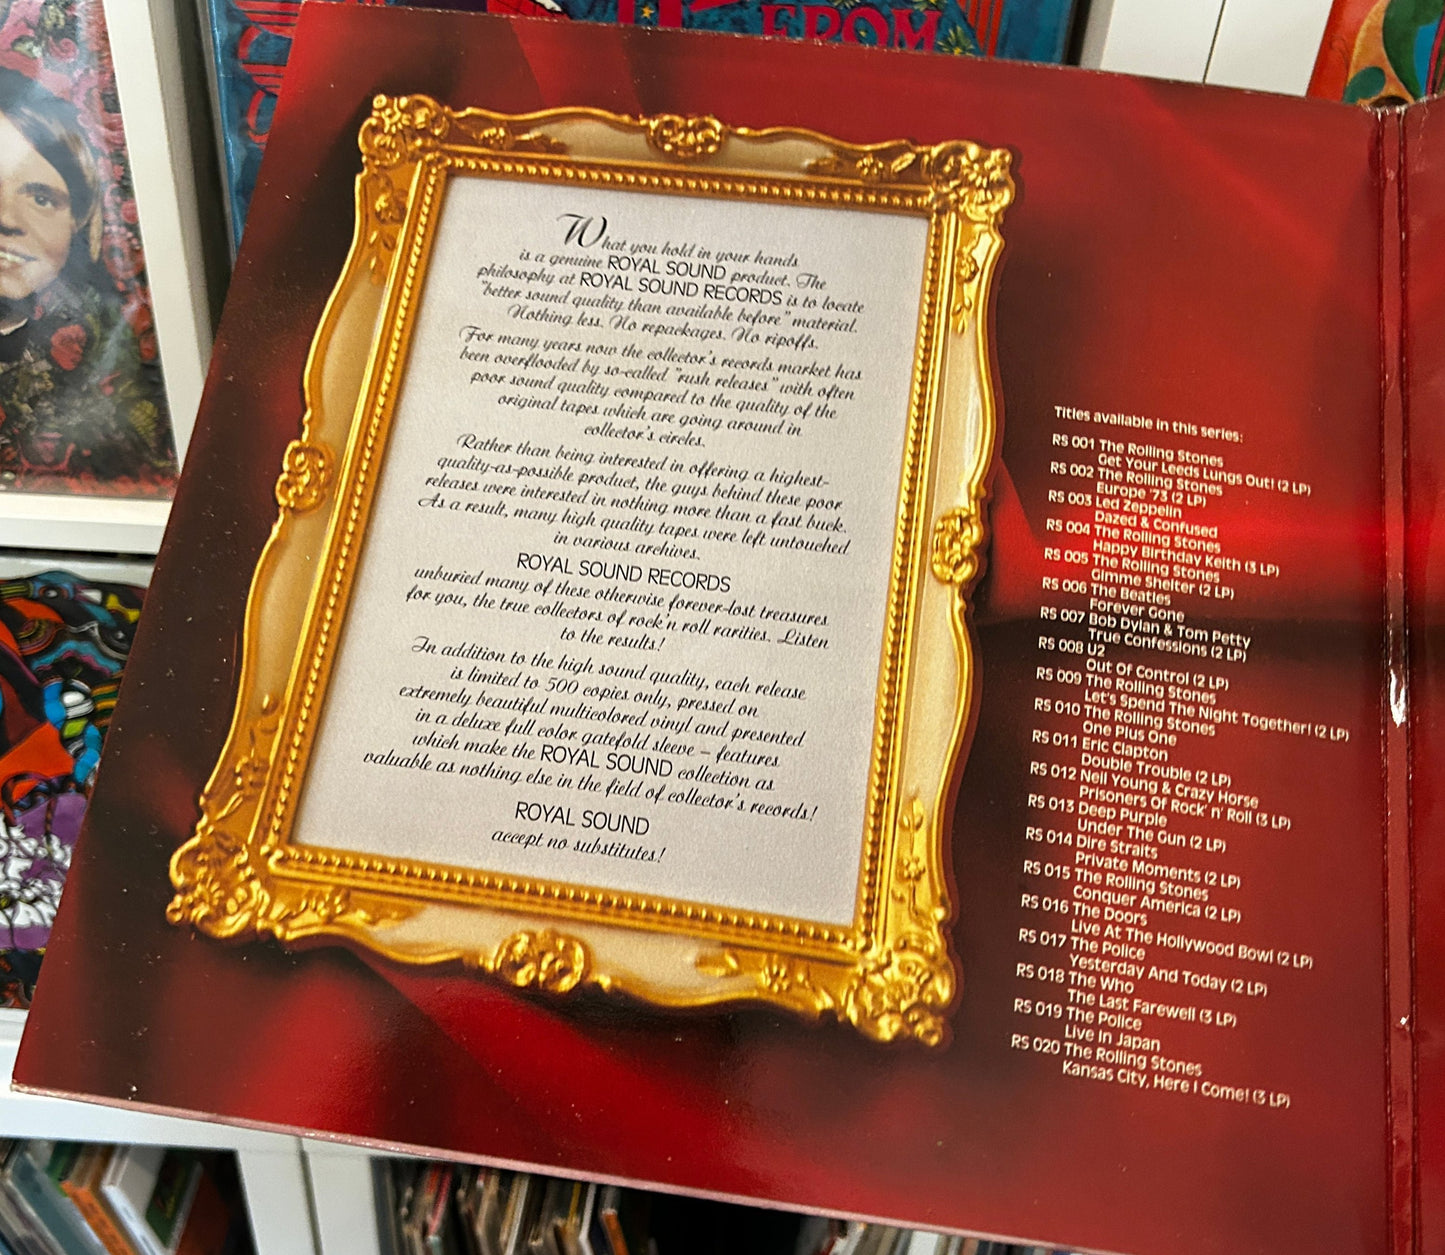 FROM
What you hold in your hands
is a genuine ROYAL SOUND product. The
philosophy at ROYAL SOUND RECORDS is to locate
"better sound quality than available before" material.
Nothing less. No repackages. No ripoffs.
For many years now the collector's records market has
been overflooded by so-called "rush releases" with often
poor sound quality compared to the quality of the
original tapes which are going around in
collector's circles.
Rather than being interested in offering a highest-
quality-as-possible product, the guys behind these poor
releases were interested in nothing more than a fast buck.
As a result, many high quality tapes were left untouched
in various archives.
ROYAL SOUND RECORDS
unburied many of these otherwise forever-lost treasures
for you, the true collectors of rock'n roll rarities. Listen
to the results!
In addition to the high sound quality, each release
is limited to 500 copies only, pressed on
extremely beautiful multicolored vinyl and presented
in a deluxe full color gatefold sleeve – features
which make the ROYAL SOUND collection as
valuable as nothing else in the field of collector's records!
ROYAL SOUND
accept no substitutes!
Titles available in this series:
RS 001 The Rolling Stones
Get Your Leeds Lungs Out! (2 LP)
RS 002 The Rolling Stones
Europe '73 (2 LP)
RS 003 Led Zeppelin
Dazed & Confused
RS 004 The Rolling Stones
Happy Birthday Keith (3 LP)
RS 005 The Rolling Stones
Gimme Shelter (2 LP)
RS 006 The Beatles
Forever Gone
RS 007 Bob Dylan & Tom Petty
True Confessions (2 LP)
RS 008 U2
Out Of Control (2 LP)
RS 009 The Rolling Stones
Let's Spend The Night Together! (2 LP)
RS 010 The Rolling Stones
One Plus One
RS 011 Eric Clapton
Double Trouble (2 LP)
RS 012 Neil Young & Crazy Horse
Prisoners Of Rock' n' Roll (3 LP)
RS 013 Deep Purple
Under The Gun (2 LP)
RS 014 Dire Straits
Private Moments (2 LP)
RS 015 The Rolling Stones
Conquer America (2 LP)
RS 016 The Doors
Live At The Hollywood Bowl (2 LP)
RS 017 The Police
Yesterday And Today (2 LP)
RS 018 The Who
The Last Farewell (3 LP)
RS 019 The Police
Live In Japan
RS 020 The Rolling Stones
Kansas City, Here I Come! (3 LP)